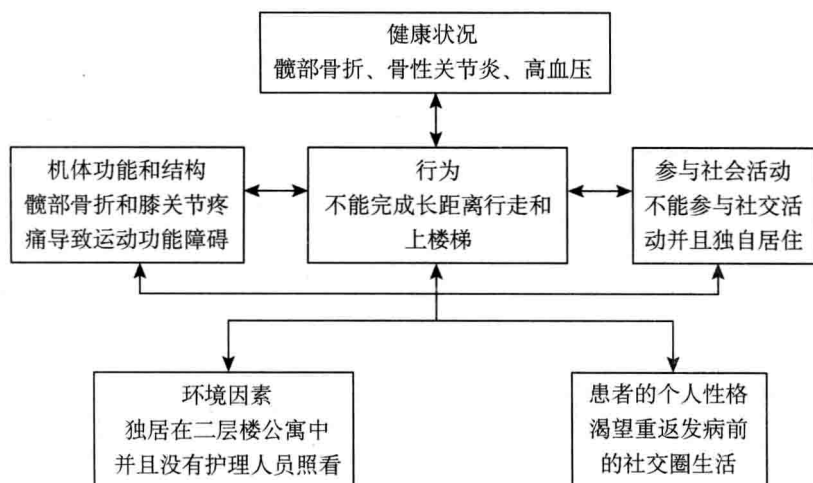 健康状况
髋部骨折、骨性关节炎、高血压
机体功能和结构
髋部骨折和膝关节疼
痛导致运动功能障碍
行为
不能完成长距离行走和
上楼梯
参与社会活动
不能参与社交活
动并且独自居住
环境因素
独居在二层楼公寓中
并且没有护理人员照看
患者的个人性格
渴望重返发病前
的社交圈生活